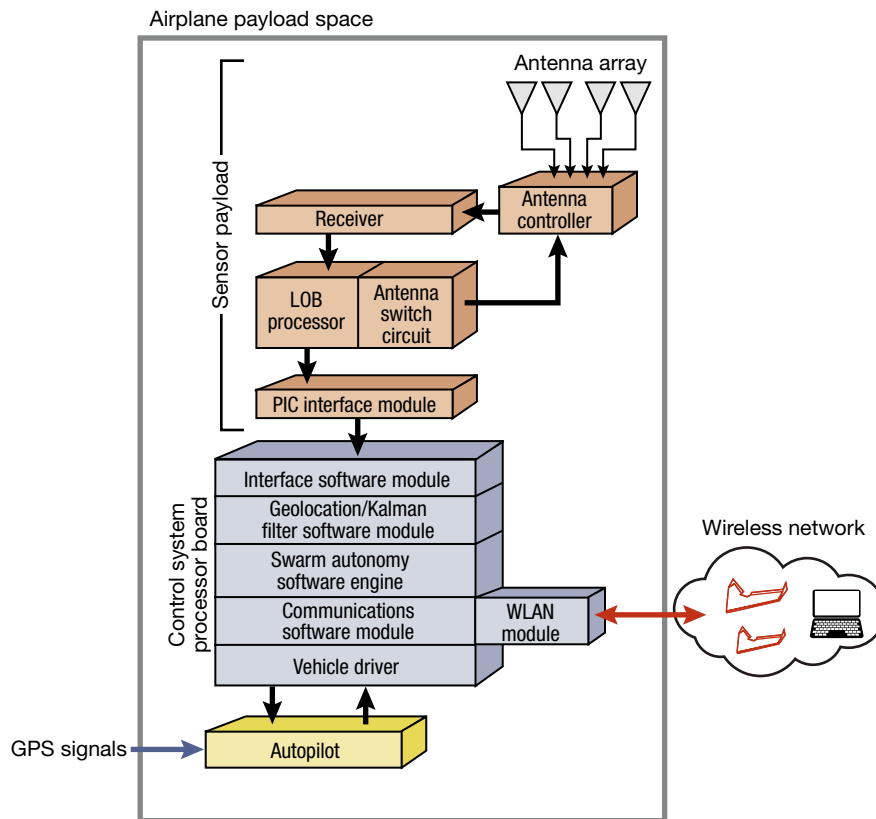 Airplane payload space
Antenna array
Sensor payload
Antenna
controller
Receiver
LOB
processor
Antenna
switch
circuit
PIC interface module
Control system
processor board
Interface software module
Geolocation/Kalman
filter software module
Swarm autonomy
software engine
Communications
software module
WLAN
module
Vehicle driver
Wireless network
GPS signals
Autopilot